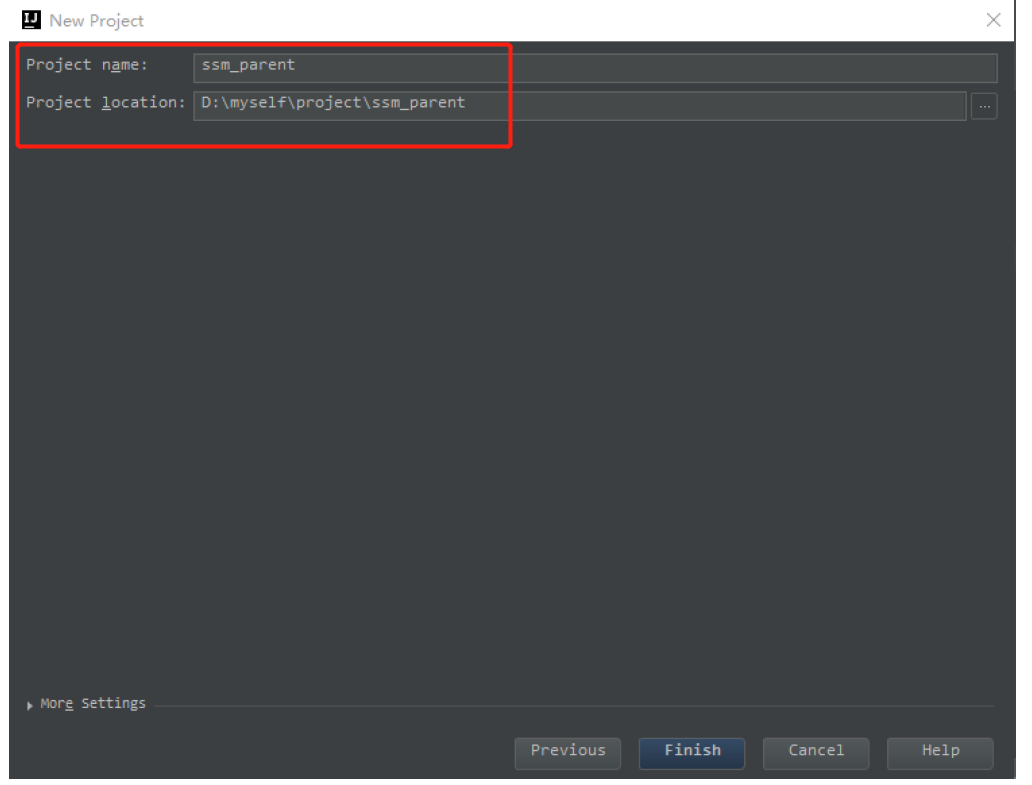 IJ New Project
Project name: ssm_parent
Project location: D:\myself\project\ssm_parent ...
More Settings
Previous Finish Cancel Help